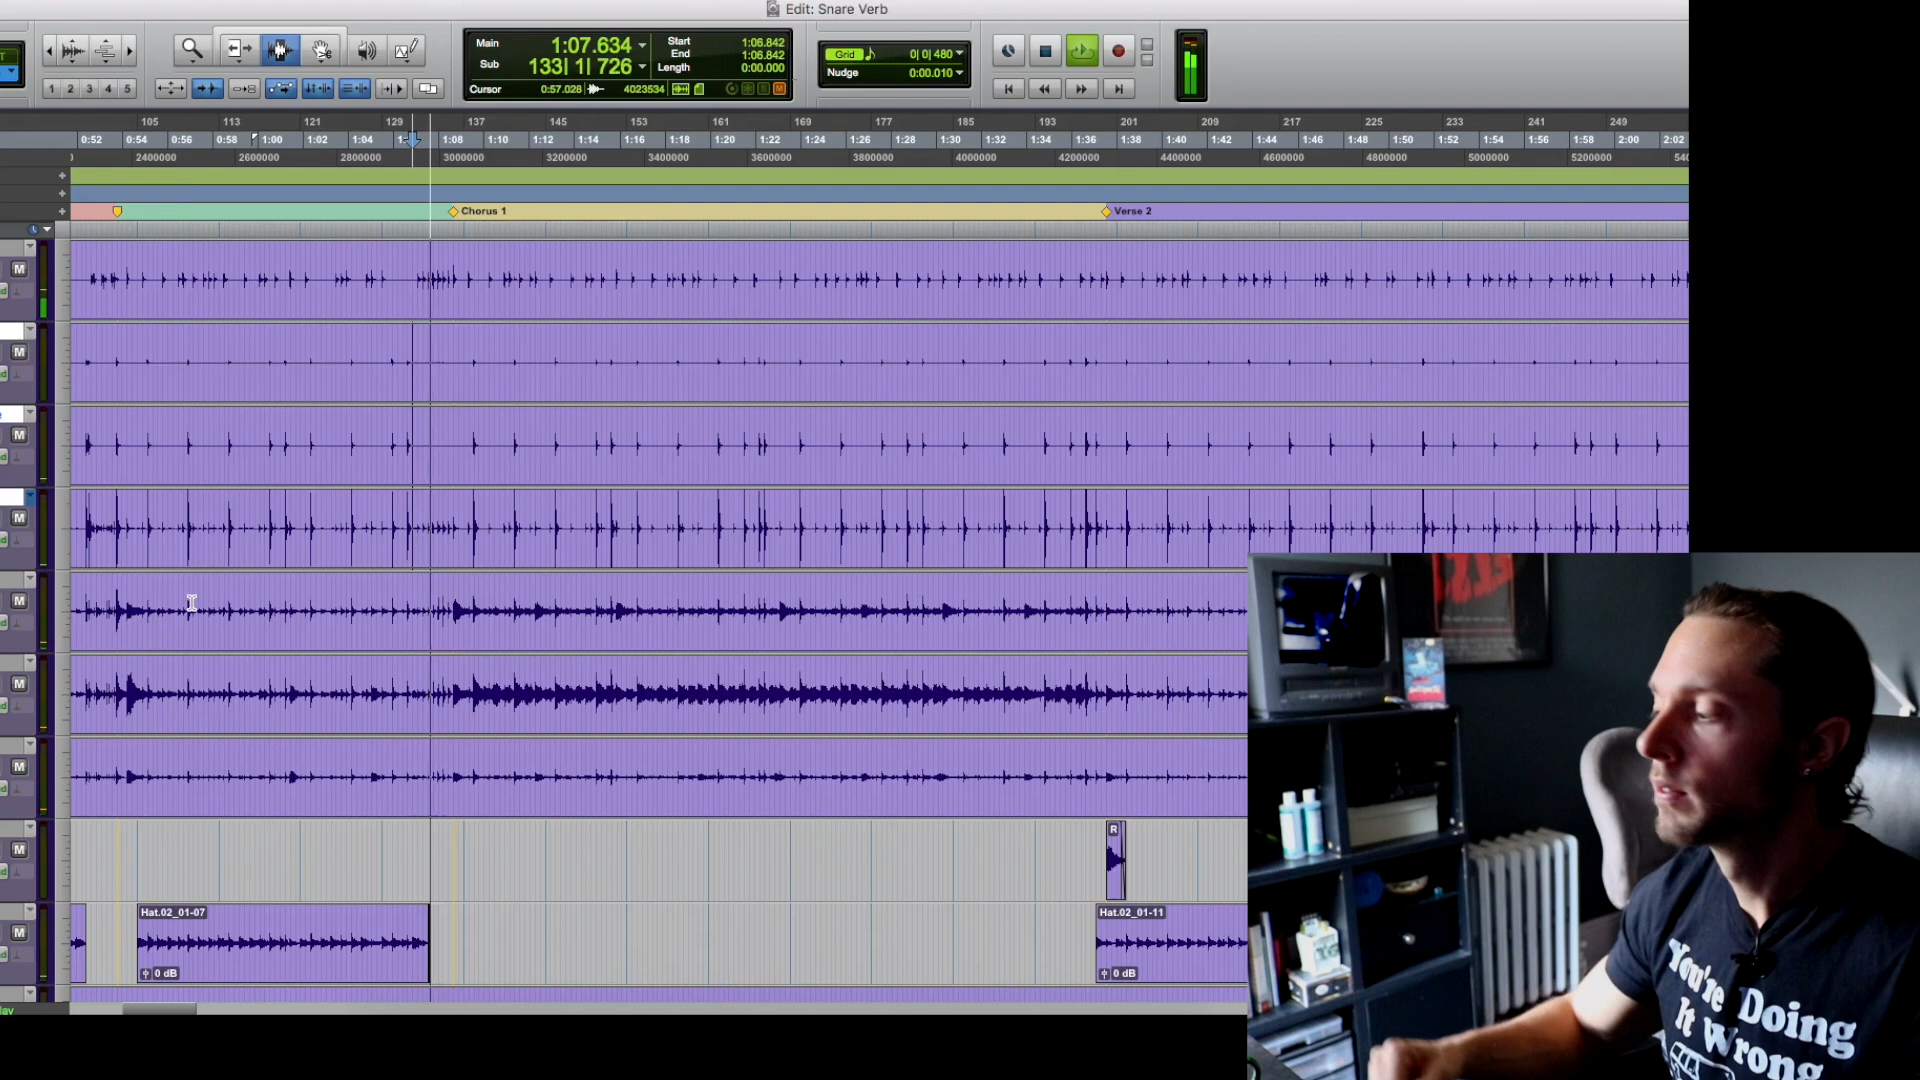 Edit: Snare Verb
Main 1:07.634
Sub 133| 1| 726
Start 1:06.842
End 1:06.842
Length 0:00.000
Cursor 0:57.028 4023534
Grid 0| 0| 480
Nudge 0:00.010
1 2 3 4 5
105 113 121 129 137 145 153 161 169 177 185 193 201 209 217 225 233 241 249
0:52 0:54 0:56 0:58 1:00 1:02 1:04 1:08 1:10 1:12 1:14 1:16 1:18 1:20 1:22 1:24 1:26 1:28 1:30 1:32 1:34 1:36 1:38 1:40 1:42 1:44 1:46 1:48 1:50 1:52 1:54 1:56 1:58 2:00 2:02
2400000 2600000 2800000 3000000 3200000 3400000 3600000 3800000 4000000 4200000 4400000 4600000 4800000 5000000 5200000
Chorus 1 Verse 2
M
M
M
M
M
M
M
M
R
Hat.02_01-07 Hat.02_01-11
M
0 dB 0 dB
You're Doing
It Wrong